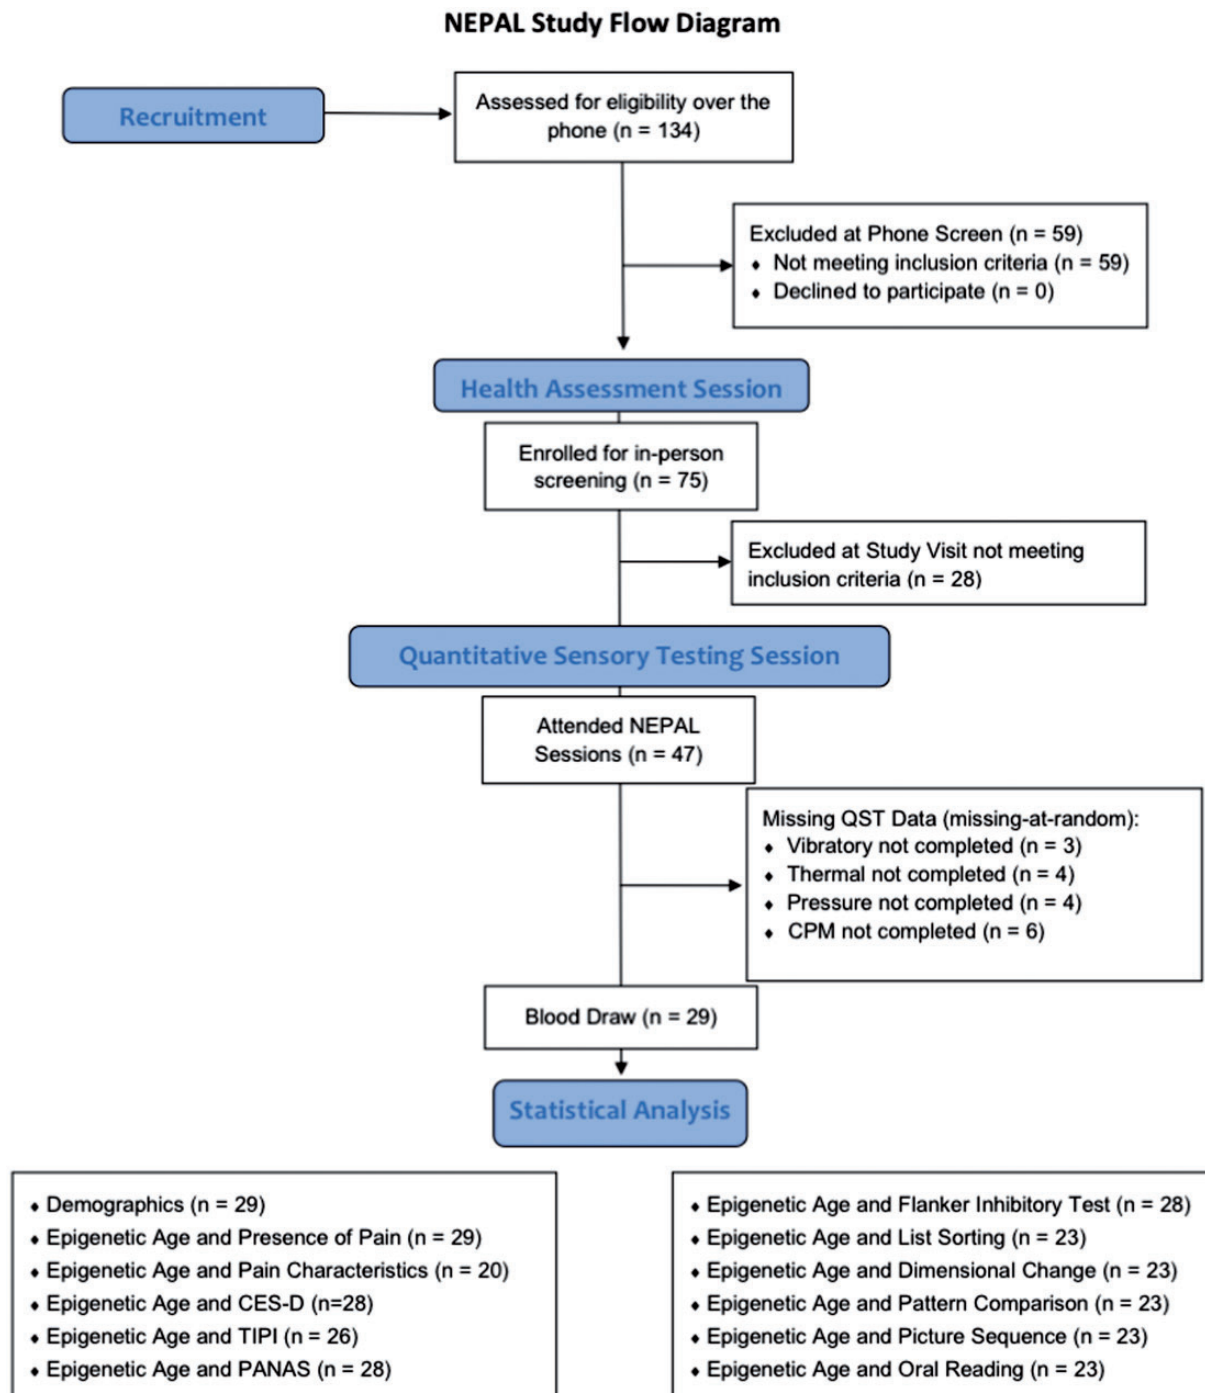 NEPAL Study Flow Diagram
Recruitment
Assessed for eligibility over the
phone (n = 134)
Excluded at Phone Screen (n = 59)
♦ Not meeting inclusion criteria (n = 59)
♦ Declined to participate (n = 0)
Health Assessment Session
Enrolled for in-person
screening (n = 75)
Excluded at Study Visit not meeting
inclusion criteria (n = 28)
Quantitative Sensory Testing Session
Attended NEPAL
Sessions (n = 47)
Missing QST Data (missing-at-random):
♦ Vibratory not completed (n = 3)
♦ Thermal not completed (n = 4)
♦ Pressure not completed (n = 4)
♦ CPM not completed (n = 6)
Blood Draw (n = 29)
Statistical Analysis
♦ Demographics (n = 29)
♦ Epigenetic Age and Presence of Pain (n = 29)
♦ Epigenetic Age and Pain Characteristics (n = 20)
♦ Epigenetic Age and CES-D (n=28)
♦ Epigenetic Age and TIPI (n = 26)
♦ Epigenetic Age and PANAS (n = 28)
♦ Epigenetic Age and Flanker Inhibitory Test (n = 28)
♦ Epigenetic Age and List Sorting (n = 23)
♦ Epigenetic Age and Dimensional Change (n = 23)
♦ Epigenetic Age and Pattern Comparison (n = 23)
♦ Epigenetic Age and Picture Sequence (n = 23)
♦ Epigenetic Age and Oral Reading (n = 23)